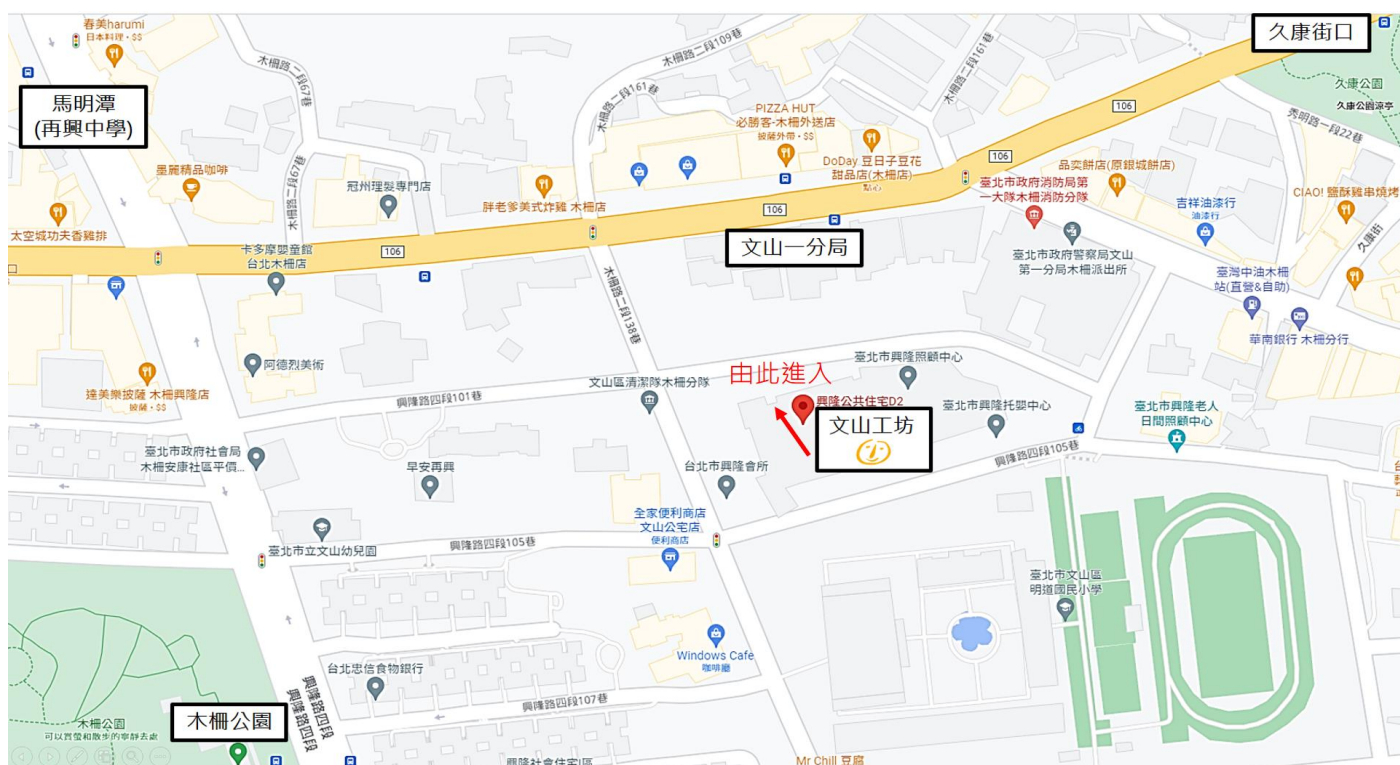 春美harumi
日本料理·$$
木柵路二段67巷
木柵路二段109巷
木柵路二段161巷
久康街口
馬明潭
(再興中學)
久康公園
久康公園涼亭
106
木柵路二段161巷
PIZZA HUT
必勝客-木柵外送店
披薩外帶·$$
秀明路一段22巷
墨麗精品咖啡
木柵路二段67巷
冠州理髮專門店
DoDay 豆日子豆花
甜品店(木柵店)
點心
106
品奕餅店(原銀城餅店)
臺北市政府消防局第
一大隊木柵消防分隊
CIAO! 鹽酥雞串燒烤
胖老爹美式炸雞 木柵店
106
吉祥油漆行
油漆行
太空城功夫香雞排
106
文山一分局
卡多摩嬰童館
台北木柵店
臺北市政府警察局文山
第一分局木柵派出所
久康街
口
木柵路二段138巷
臺灣中油木柵
站(直營&自助)
華南銀行 木柵分行
阿德烈美術
臺北市興隆照顧中心
由此進入
文山區清潔隊木柵分隊
達美樂披薩 木柵興隆店
披薩·$$
興隆路四段101巷
興隆公共住宅D2
臺北市興隆托嬰中心
臺北市興隆老人
日間照顧中心
文山工坊
臺北市政府社會局
木柵安康社區平價...
早安再興
台北市興隆會所
興隆路四段105巷
全家便利商店
文山公宅店
便利商店
臺北市立文山幼兒園
興隆路四段105巷
臺北市文山區
明道國民小學
Windows Cafe
咖啡廳
台北忠信食物銀行
興隆路四段107巷
興隆路四段
興隆路四段
木柵公園
木柵公園
可以賞螢和散步的寧靜去處
興隆社會住宅I區
Mr Chill 豆腐